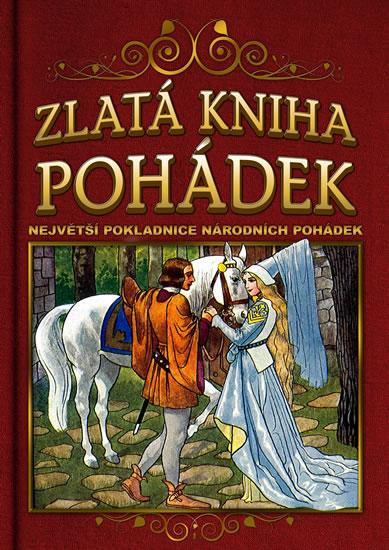 ZLATÁ KNIHA
POHÁDEK
NEJVĚTŠÍ POKLADNICE NÁRODNÍCH POHÁDEK